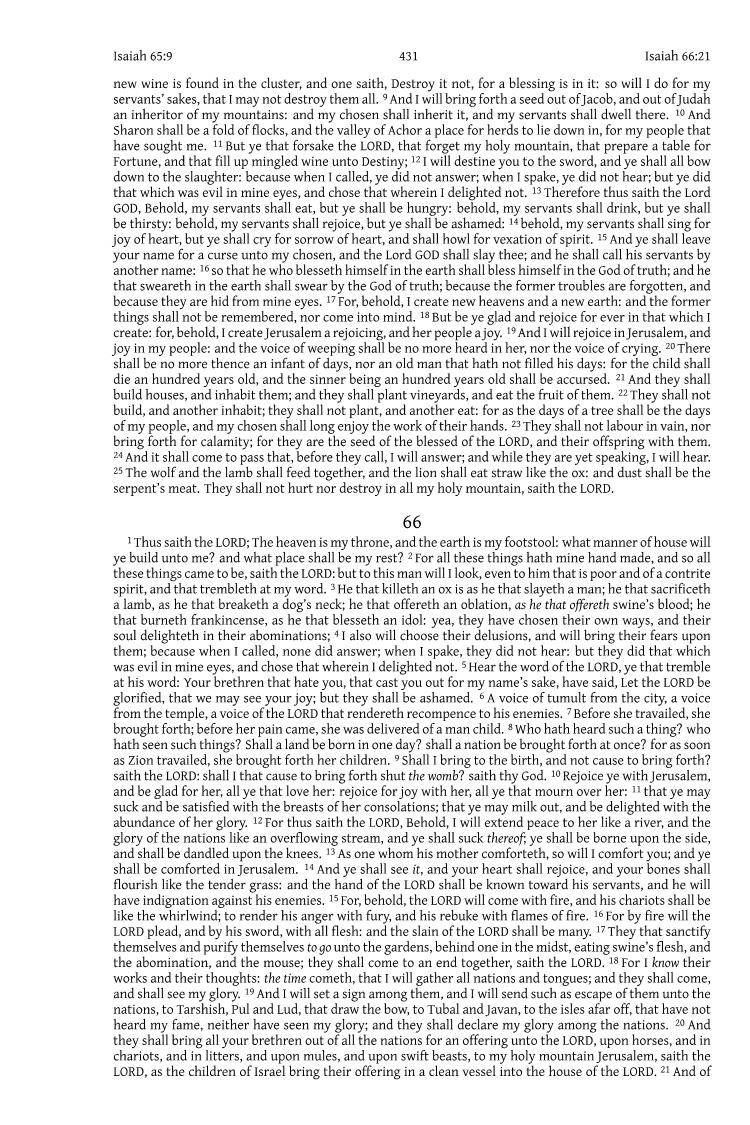 Isaiah 65:9 431 Isaiah 66:21
new wine is found in the cluster, and one saith, Destroy it not, for a blessing is in it: so will I do for my
servants’ sakes, that I may not destroy them all. 9 And I will bring forth a seed out of Jacob, and out of Judah
an inheritor of my mountains: and my chosen shall inherit it, and my servants shall dwell there. 10 And
Sharon shall be a fold of flocks, and the valley of Achor a place for herds to lie down in, for my people that
have sought me. 11 But ye that forsake the LORD, that forget my holy mountain, that prepare a table for
Fortune, and that fill up mingled wine unto Destiny; 12 I will destine you to the sword, and ye shall all bow
down to the slaughter: because when I called, ye did not answer; when I spake, ye did not hear; but ye did
that which was evil in mine eyes, and chose that wherein I delighted not. 13 Therefore thus saith the Lord
GOD, Behold, my servants shall eat, but ye shall be hungry: behold, my servants shall drink, but ye shall
be thirsty: behold, my servants shall rejoice, but ye shall be ashamed: 14 behold, my servants shall sing for
joy of heart, but ye shall cry for sorrow of heart, and shall howl for vexation of spirit. 15 And ye shall leave
your name for a curse unto my chosen, and the Lord GOD shall slay thee; and he shall call his servants by
another name: 16 so that he who blesseth himself in the earth shall bless himself in the God of truth; and he
that sweareth in the earth shall swear by the God of truth; because the former troubles are forgotten, and
because they are hid from mine eyes. 17 For, behold, I create new heavens and a new earth: and the former
things shall not be remembered, nor come into mind. 18 But be ye glad and rejoice for ever in that which I
create: for, behold, I create Jerusalem a rejoicing, and her people a joy. 19 And I will rejoice in Jerusalem, and
joy in my people: and the voice of weeping shall be no more heard in her, nor the voice of crying. 20 There
shall be no more thence an infant of days, nor an old man that hath not filled his days: for the child shall
die an hundred years old, and the sinner being an hundred years old shall be accursed. 21 And they shall
build houses, and inhabit them; and they shall plant vineyards, and eat the fruit of them. 22 They shall not
build, and another inhabit; they shall not plant, and another eat: for as the days of a tree shall be the days
of my people, and my chosen shall long enjoy the work of their hands. 23 They shall not labour in vain, nor
bring forth for calamity; for they are the seed of the blessed of the LORD, and their offspring with them.
24 And it shall come to pass that, before they call, I will answer; and while they are yet speaking, I will hear.
25 The wolf and the lamb shall feed together, and the lion shall eat straw like the ox: and dust shall be the
serpent’s meat. They shall not hurt nor destroy in all my holy mountain, saith the LORD.
66
1 Thus saith the LORD; The heaven is my throne, and the earth is my footstool: what manner of house will
ye build unto me? and what place shall be my rest? 2 For all these things hath mine hand made, and so all
these things came to be, saith the LORD: but to this man will I look, even to him that is poor and of a contrite
spirit, and that trembleth at my word. 3 He that killeth an ox is as he that slayeth a man; he that sacrificeth
a lamb, as he that breaketh a dog’s neck; he that offereth an oblation, as he that offereth swine’s blood; he
that burneth frankincense, as he that blesseth an idol: yea, they have chosen their own ways, and their
soul delighteth in their abominations; 4 I also will choose their delusions, and will bring their fears upon
them; because when I called, none did answer; when I spake, they did not hear: but they did that which
was evil in mine eyes, and chose that wherein I delighted not. 5 Hear the word of the LORD, ye that tremble
at his word: Your brethren that hate you, that cast you out for my name’s sake, have said, Let the LORD be
glorified, that we may see your joy; but they shall be ashamed. 6 A voice of tumult from the city, a voice
from the temple, a voice of the LORD that rendereth recompence to his enemies. 7 Before she travailed, she
brought forth; before her pain came, she was delivered of a man child. 8 Who hath heard such a thing? who
hath seen such things? Shall a land be born in one day? shall a nation be brought forth at once? for as soon
as Zion travailed, she brought forth her children. 9 Shall I bring to the birth, and not cause to bring forth?
saith the LORD: shall I that cause to bring forth shut the womb? saith thy God. 10 Rejoice ye with Jerusalem,
and be glad for her, all ye that love her: rejoice for joy with her, all ye that mourn over her: 11 that ye may
suck and be satisfied with the breasts of her consolations; that ye may milk out, and be delighted with the
abundance of her glory. 12 For thus saith the LORD, Behold, I will extend peace to her like a river, and the
glory of the nations like an overflowing stream, and ye shall suck thereof; ye shall be borne upon the side,
and shall be dandled upon the knees. 13 As one whom his mother comforteth, so will I comfort you; and ye
shall be comforted in Jerusalem. 14 And ye shall see it, and your heart shall rejoice, and your bones shall
flourish like the tender grass: and the hand of the LORD shall be known toward his servants, and he will
have indignation against his enemies. 15 For, behold, the LORD will come with fire, and his chariots shall be
like the whirlwind; to render his anger with fury, and his rebuke with flames of fire. 16 For by fire will the
LORD plead, and by his sword, with all flesh: and the slain of the LORD shall be many. 17 They that sanctify
themselves and purify themselves to go unto the gardens, behind one in the midst, eating swine’s flesh, and
the abomination, and the mouse; they shall come to an end together, saith the LORD. 18 For I know their
works and their thoughts: the time cometh, that I will gather all nations and tongues; and they shall come,
and shall see my glory. 19 And I will set a sign among them, and I will send such as escape of them unto the
nations, to Tarshish, Pul and Lud, that draw the bow, to Tubal and Javan, to the isles afar off, that have not
heard my fame, neither have seen my glory; and they shall declare my glory among the nations. 20 And
they shall bring all your brethren out of all the nations for an offering unto the LORD, upon horses, and in
chariots, and in litters, and upon mules, and upon swift beasts, to my holy mountain Jerusalem, saith the
LORD, as the children of Israel bring their offering in a clean vessel into the house of the LORD. 21 And of